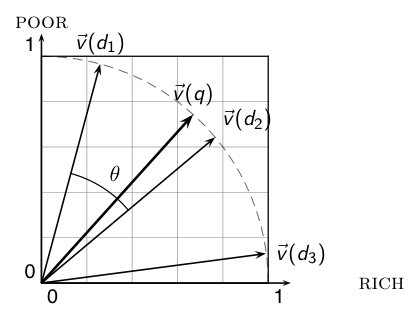 POOR
1
v⃗(d₁)
v⃗(q)
v⃗(d₂)
θ
v⃗(d₃)
0
0
1
RICH